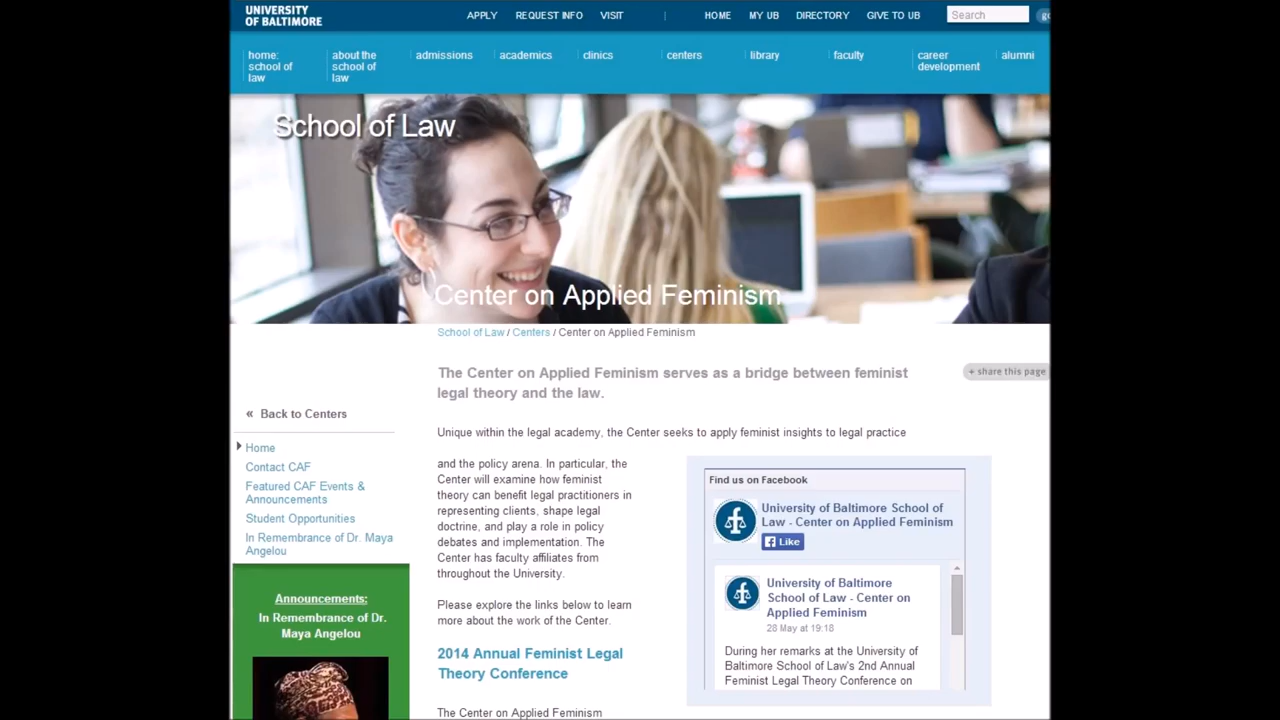 UNIVERSITY
OF BALTIMORE
APPLY REQUEST INFO VISIT | HOME MY UB DIRECTORY GIVE TO UB Search go
home:
school of
law
about the
school of
law
admissions
academics
clinics
centers
library
faculty
career
development
alumni
School of Law
Center on Applied Feminism
School of Law / Centers / Center on Applied Feminism
The Center on Applied Feminism serves as a bridge between feminist
legal theory and the law.
+ share this page
« Back to Centers
Home
Contact CAF
Featured CAF Events &
Announcements
Student Opportunities
In Remembrance of Dr. Maya
Angelou
Announcements:
In Remembrance of Dr.
Maya Angelou
Unique within the legal academy, the Center seeks to apply feminist insights to legal practice
and the policy arena. In particular, the
Center will examine how feminist
theory can benefit legal practitioners in
representing clients, shape legal
doctrine, and play a role in policy
debates and implementation. The
Center has faculty affiliates from
throughout the University.
Please explore the links below to learn
more about the work of the Center.
2014 Annual Feminist Legal
Theory Conference
The Center on Applied Feminism
Find us on Facebook
University of Baltimore School of
Law - Center on Applied Feminism
Like
University of Baltimore
School of Law - Center on
Applied Feminism
28 May at 19:18
During her remarks at the University of
Baltimore School of Law's 2nd Annual
Feminist Legal Theory Conference on